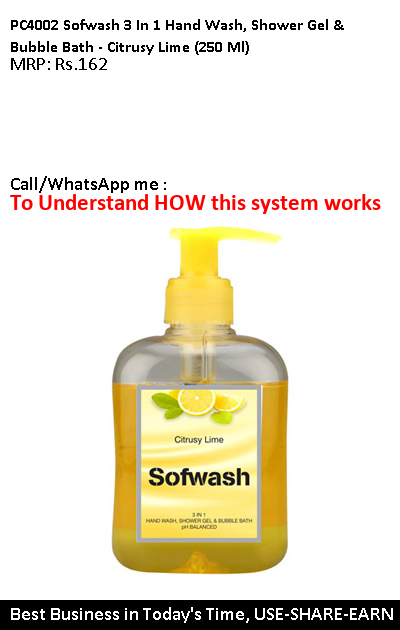 PC4002 Sofwash 3 In 1 Hand Wash, Shower Gel &
Bubble Bath - Citrusy Lime (250 Ml)
MRP: Rs.162
Call/WhatsApp me :
To Understand HOW this system works
Citrusy Lime
Sofwash
3 IN 1
HAND WASH, SHOWER GEL & BUBBLE BATH
pH BALANCED
Best Business in Today's Time, USE-SHARE-EARN